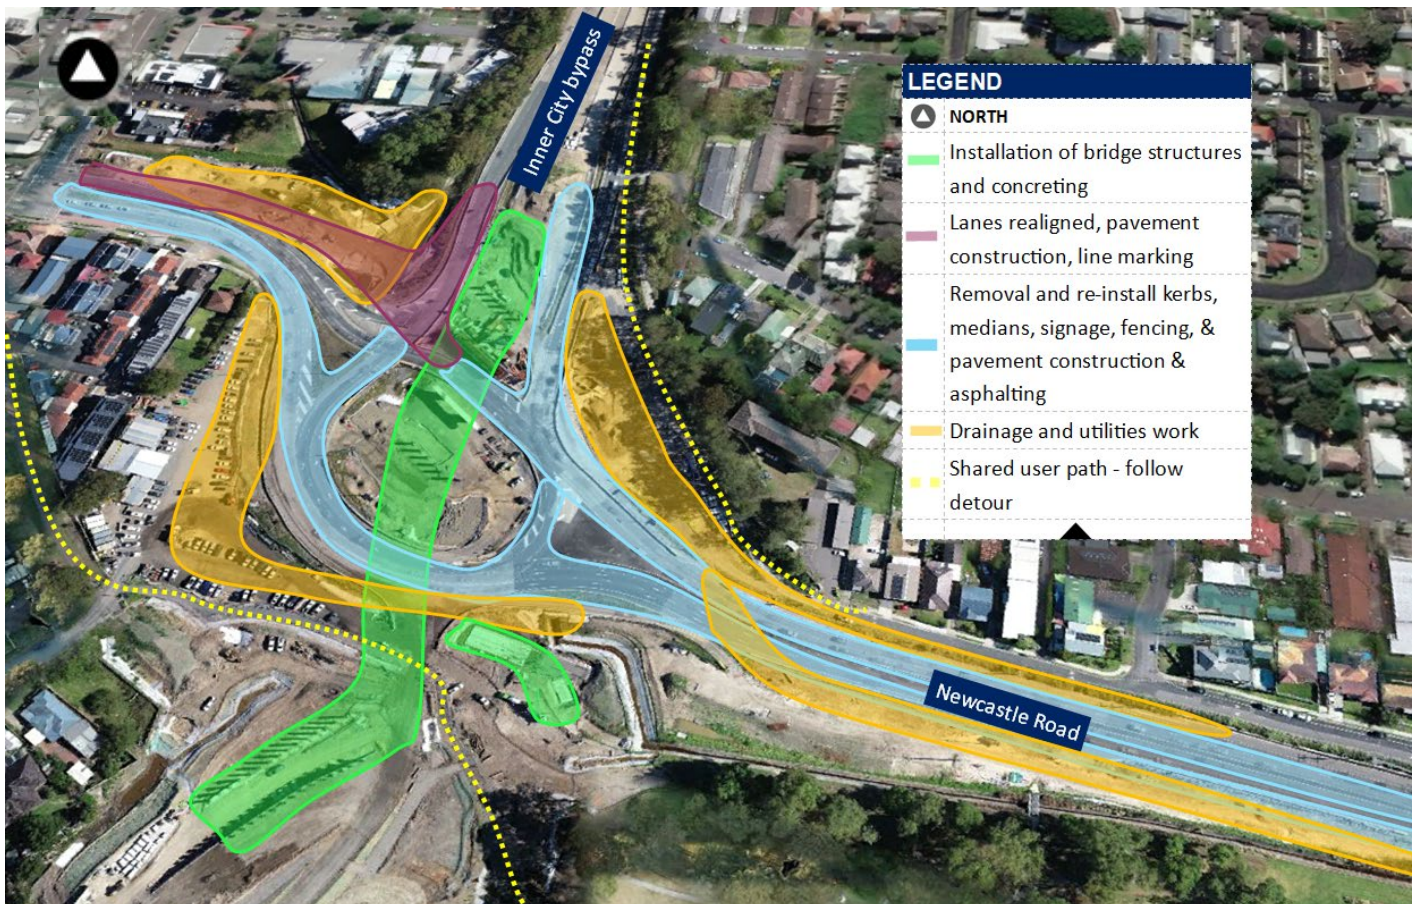 Inner City bypass
LEGEND
NORTH
Installation of bridge structures
and concreting
Lanes realigned, pavement
construction, line marking
Removal and re-install kerbs,
medians, signage, fencing, &
pavement construction &
asphalting
Drainage and utilities work
Shared user path - follow
detour
Newcastle Road